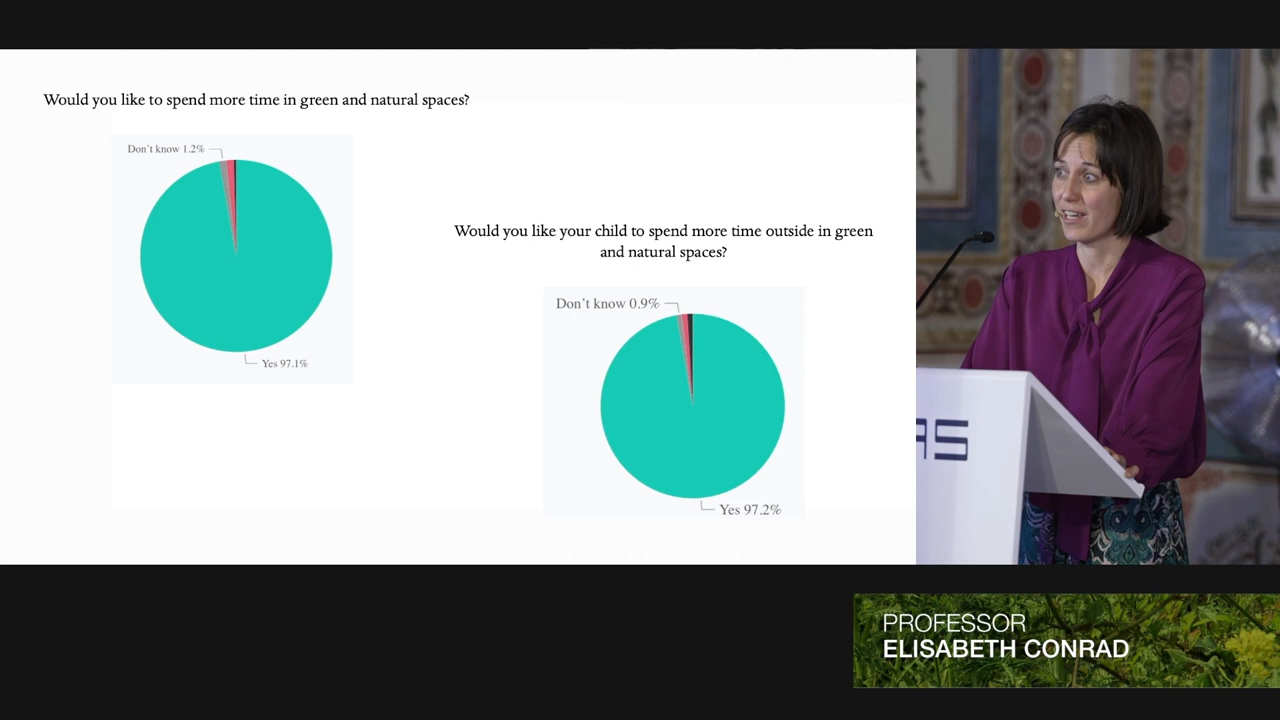 Would you like to spend more time in green and natural spaces?
Don't know 1.2%
Yes 97.1%
Would you like your child to spend more time outside in green
and natural spaces?
Don't know 0.9%
Yes 97.2%
AS
PROFESSOR
ELISABETH CONRAD